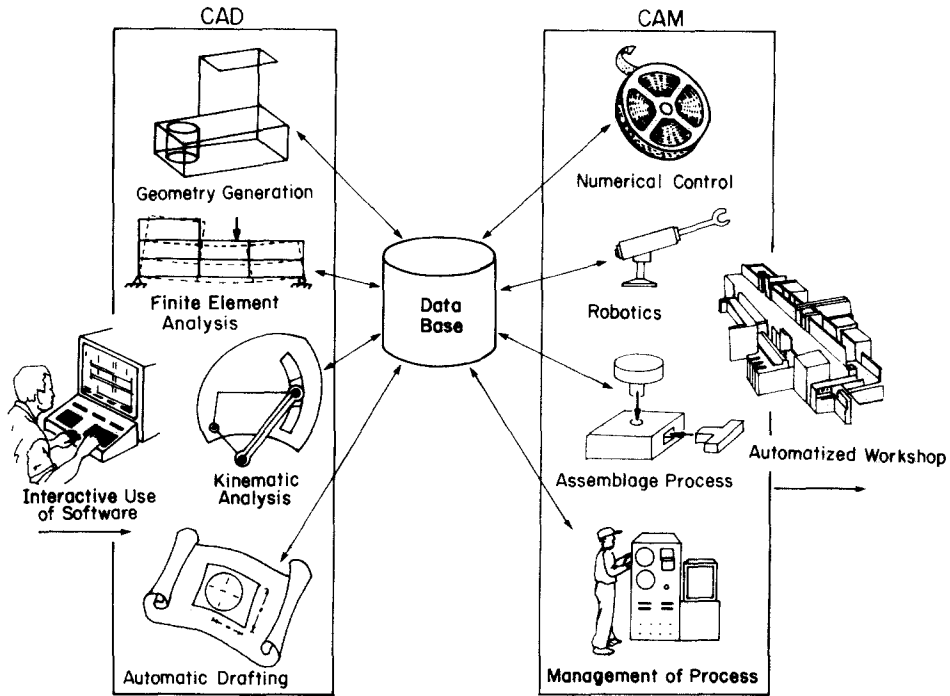 CAD
Geometry Generation
Finite Element
Analysis
Interactive Use
of Software
Kinematic
Analysis
Automatic Drafting
Data
Base
CAM
Numerical Control
Robotics
Assemblage Process
Automatized Workshop
Management of Process